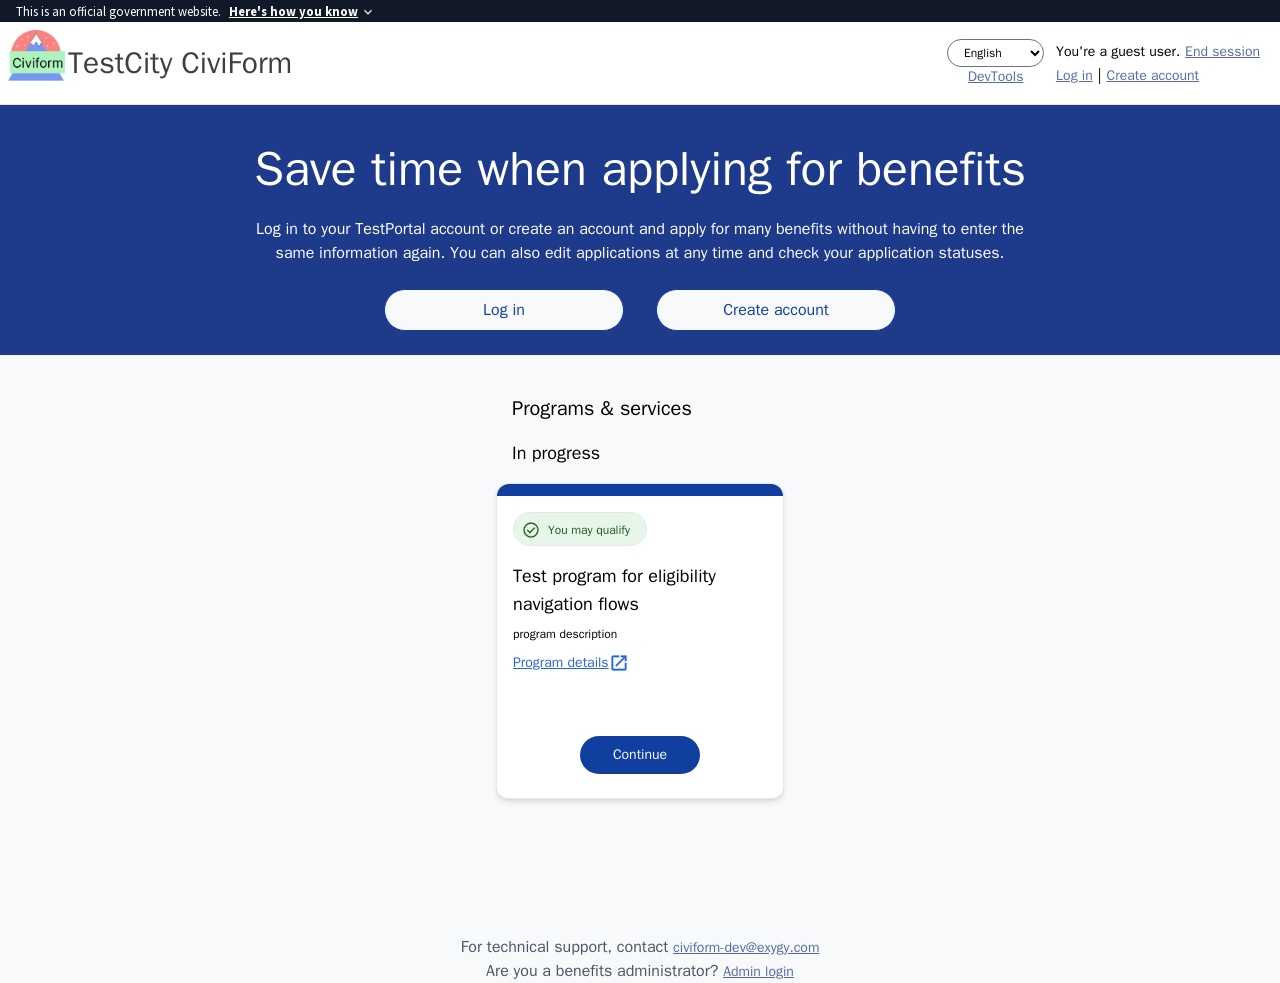 This is an official government website. Here's how you know
Civiform
TestCity CiviForm
English
DevTools
You're a guest user. End session
Log in | Create account
Save time when applying for benefits
Log in to your TestPortal account or create an account and apply for many benefits without having to enter the
same information again. You can also edit applications at any time and check your application statuses.
Log in
Create account
Programs & services
In progress
You may qualify
Test program for eligibility
navigation flows
program description
Program details
Continue
For technical support, contact civiform-dev@exygy.com
Are you a benefits administrator? Admin login